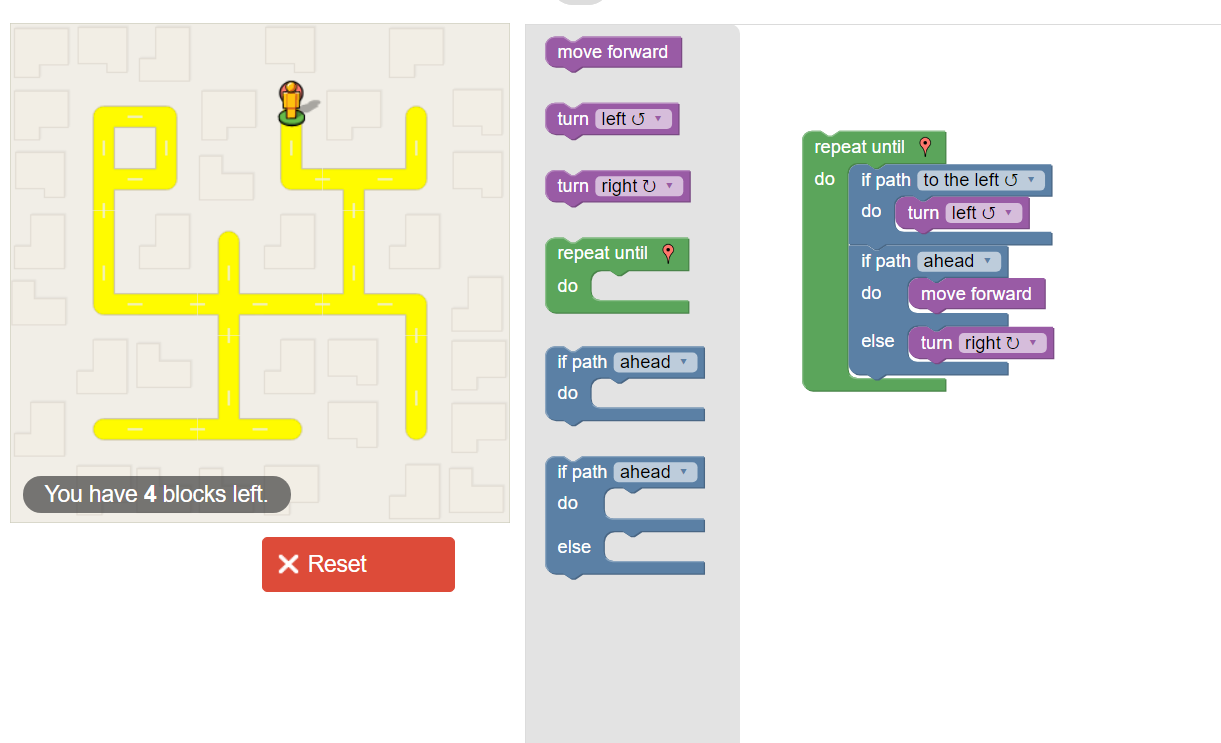 You have 4 blocks left.
Reset
move forward
turn left ↺
turn right ↻
repeat until
do
if path ahead
do
if path ahead
do
else
repeat until
do
if path to the left ↺
do turn left ↺
if path ahead
do move forward
else turn right ↻